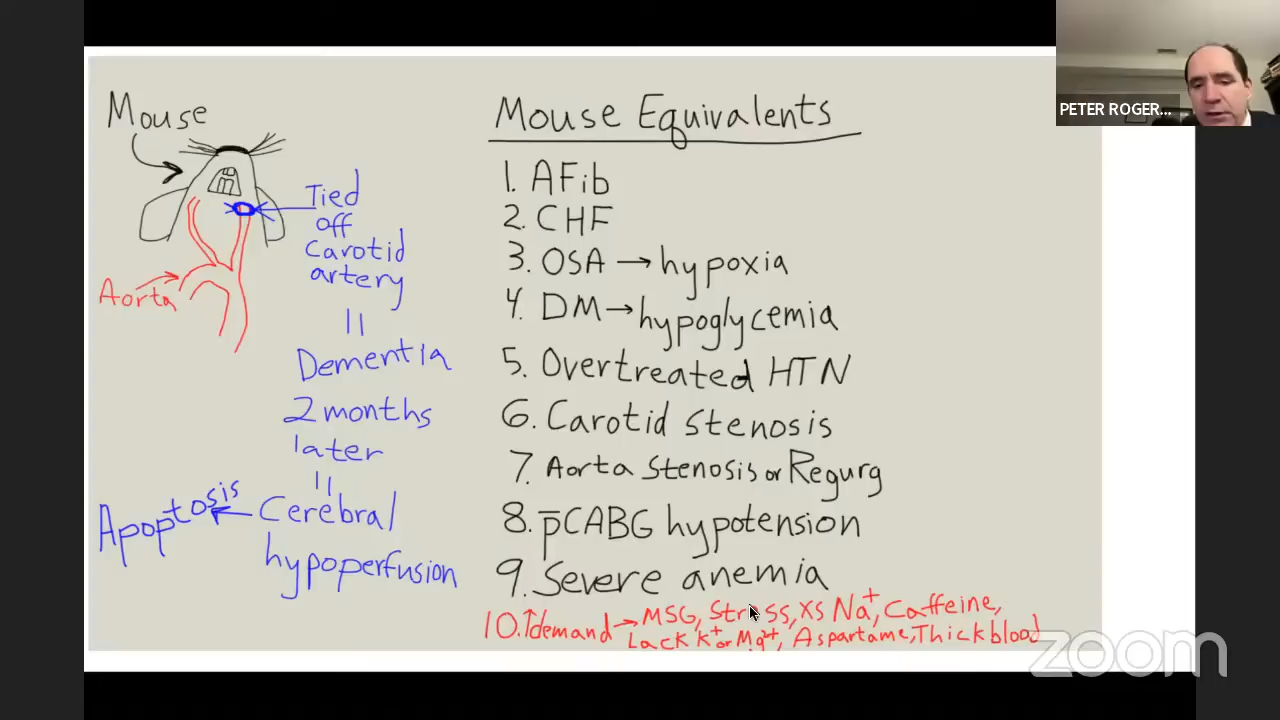 Mouse
Tied
off
carotid
artery
Aorta
||
Dementia
2 months
later
||
Cerebral
hypoperfusion
Apoptosis
Mouse Equivalents
1. AFib
2. CHF
3. OSA → hypoxia
4. DM → hypoglycemia
5. Overtreated HTN
6. Carotid stenosis
7. Aorta Stenosis or Regurg
8. p̄CABG hypotension
9. Severe anemia
10. ↑demand → MSG, Stress, XS Na⁺, Caffeine,
Lack K⁺ or Mg²⁺, Aspartame, Thick blood
PETER ROGER...
zoom